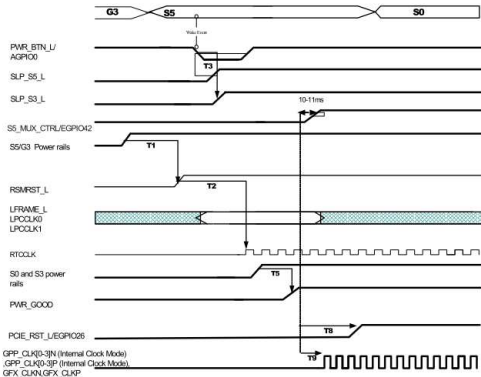 G3 S5 S0
Wake Event
PWR_BTN_L/
AGPIO0
T3
SLP_S5_L
SLP_S3_L
10-11ms
S5_MUX_CTRL/EGPIO42
S5/G3 Power rails
T1
RSMRST_L
T2
LFRAME_L
LPCCLK0
LPCCLK1
RTCCLK
S0 and S3 power
rails
T5
PWR_GOOD
PCIE_RST_L/EGPIO26
T8
GPP_CLK[0-3]N (Internal Clock Mode)
,GPP_CLK[0-3]P (Internal Clock Mode),
GFX_CLKN,GFX_CLKP
T9